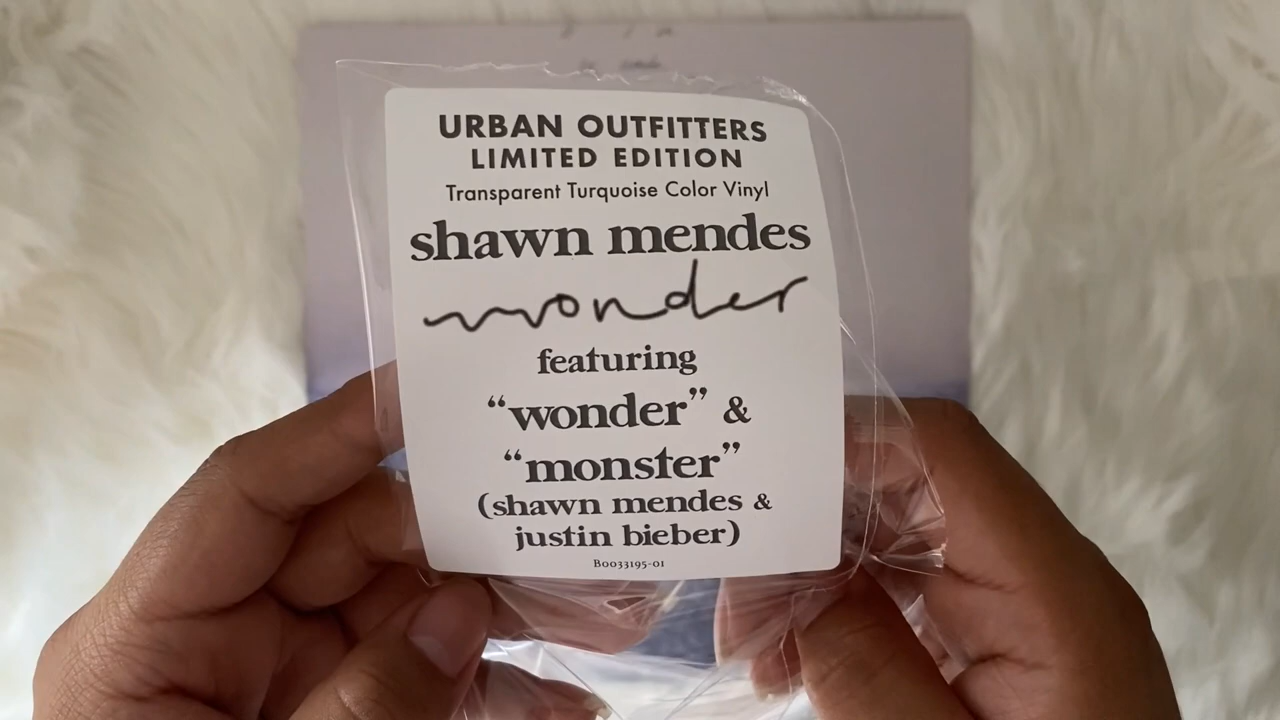 URBAN OUTFITTERS
LIMITED EDITION
Transparent Turquoise Color Vinyl
shawn mendes
wonder
featuring
“wonder” &
“monster”
(shawn mendes &
justin bieber)
B0033195-01